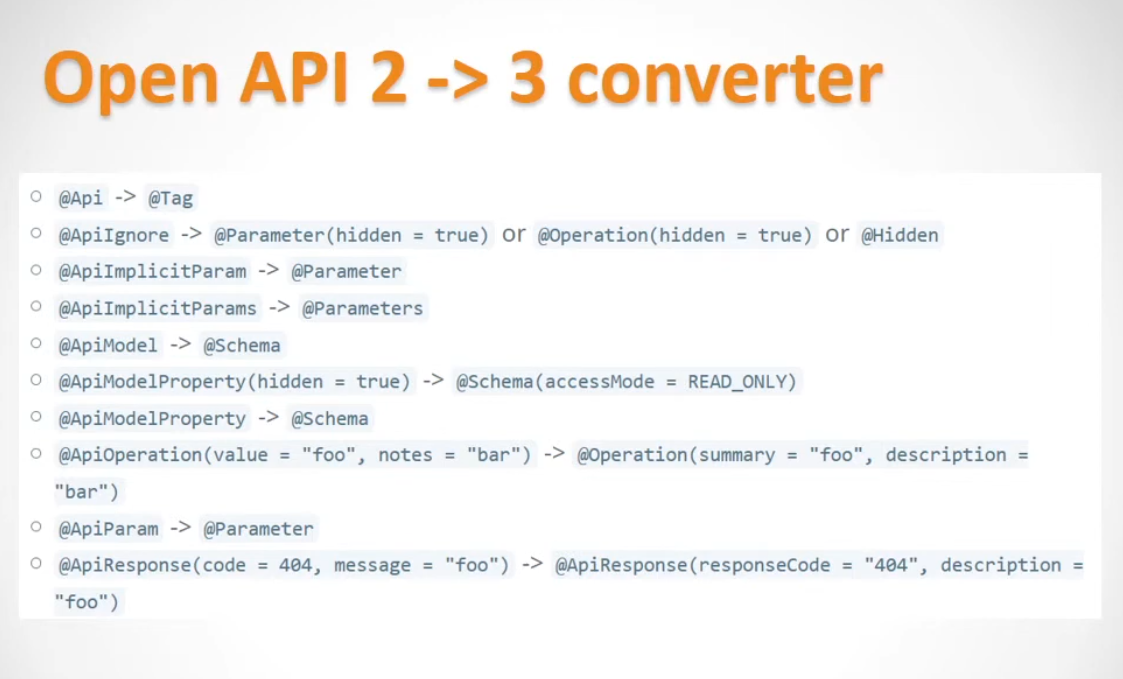 Open API 2 -> 3 converter
○ @Api -> @Tag
○ @ApiIgnore -> @Parameter(hidden = true) or @Operation(hidden = true) or @Hidden
○ @ApiImplicitParam -> @Parameter
○ @ApiImplicitParams -> @Parameters
○ @ApiModel -> @Schema
○ @ApiModelProperty(hidden = true) -> @Schema(accessMode = READ_ONLY)
○ @ApiModelProperty -> @Schema
○ @ApiOperation(value = "foo", notes = "bar") -> @Operation(summary = "foo", description =
"bar")
○ @ApiParam -> @Parameter
○ @ApiResponse(code = 404, message = "foo") -> @ApiResponse(responseCode = "404", description =
"foo")